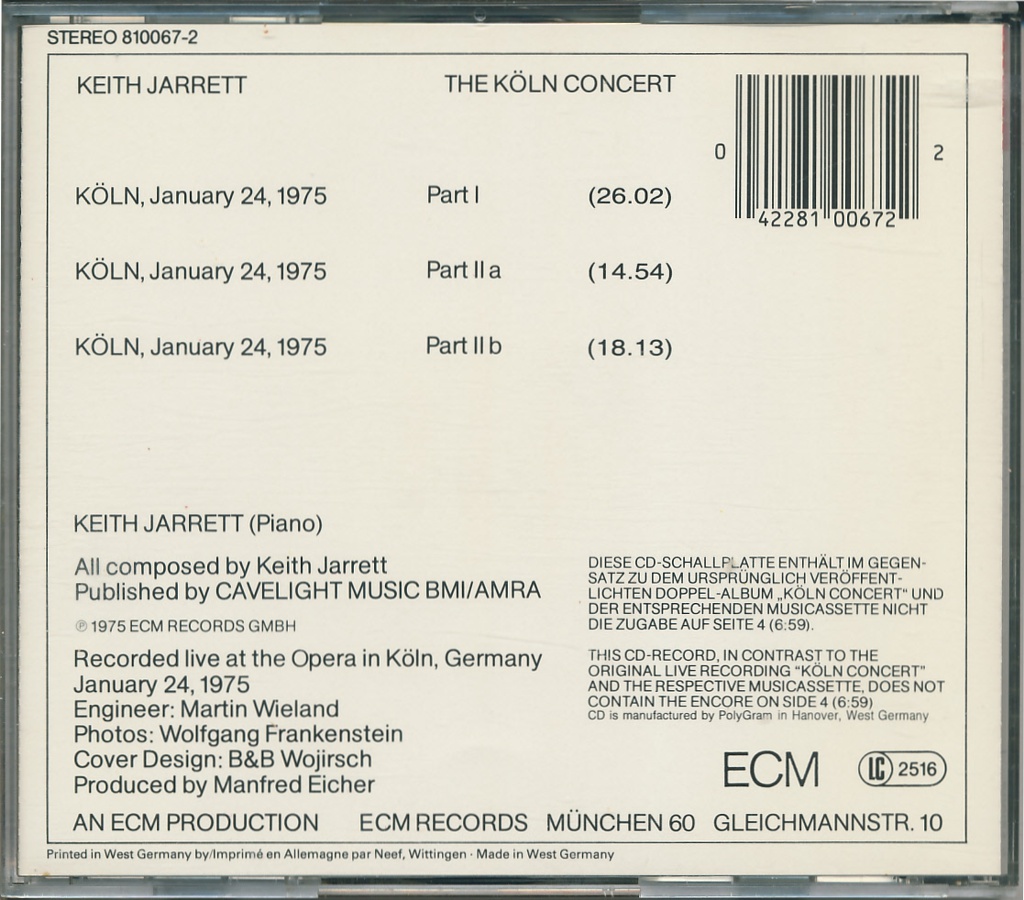 STEREO 810067-2
KEITH JARRETT THE KÖLN CONCERT
0 42281 00672 2
KÖLN, January 24, 1975 Part I (26.02)
KÖLN, January 24, 1975 Part II a (14.54)
KÖLN, January 24, 1975 Part II b (18.13)
KEITH JARRETT (Piano)
All composed by Keith Jarrett
Published by CAVELIGHT MUSIC BMI/AMRA
℗ 1975 ECM RECORDS GMBH
Recorded live at the Opera in Köln, Germany
January 24, 1975
Engineer: Martin Wieland
Photos: Wolfgang Frankenstein
Cover Design: B&B Wojirsch
Produced by Manfred Eicher
DIESE CD-SCHALLPLATTE ENTHÄLT IM GEGEN-
SATZ ZU DEM URSPRÜNGLICH VERÖFFENT-
LICHTEN DOPPEL-ALBUM „KÖLN CONCERT“ UND
DER ENTSPRECHENDEN MUSICASSETTE NICHT
DIE ZUGABE AUF SEITE 4 (6:59).
THIS CD-RECORD, IN CONTRAST TO THE
ORIGINAL LIVE RECORDING "KÖLN CONCERT"
AND THE RESPECTIVE MUSICASSETTE, DOES NOT
CONTAIN THE ENCORE ON SIDE 4 (6:59)
CD is manufactured by PolyGram in Hanover, West Germany
ECM LC 2516
AN ECM PRODUCTION ECM RECORDS MÜNCHEN 60 GLEICHMANNSTR. 10
Printed in West Germany by/Imprimé en Allemagne par Neef, Wittingen · Made in West Germany